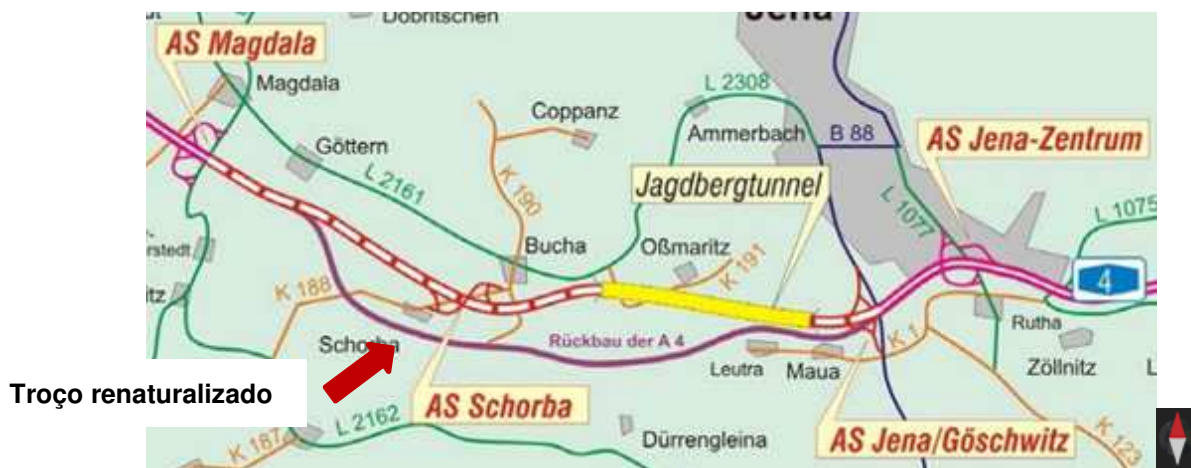 Dobritschen
Jena
AS Magdala
Magdala
L 2308
Coppanz
Ammerbach
B 88
AS Jena-Zentrum
Göttern
L 2161
K 190
Jagdbergtunnel
L 1077
L 1075
Bucha
Oßmaritz
K 191
4
K 188
Schorba
Rückbau der A 4
K 1
Rutha
Leutra
Maua
Zöllnitz
Troço renaturalizado
AS Schorba
L 2162
K 187
Dürrengleina
AS Jena/Göschwitz
K 123